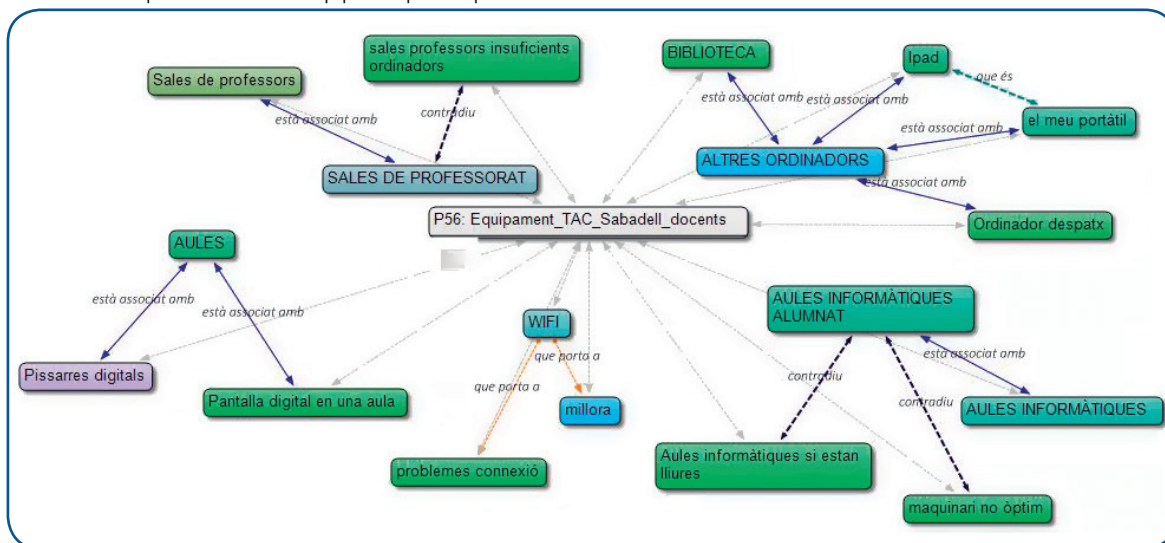 sales professors insuficients
ordinadors
BIBLIOTECA
Ipad
que és
Sales de professors
està associat amb
està associat amb
el meu portàtil
està associat amb
contradiu
està associat amb
SALES DE PROFESSORAT
ALTRES ORDINADORS
està associat amb
P56: Equipament_TAC_Sabadell_docents
Ordinador despatx
AULES
està associat amb
està associat amb
AULES INFORMÀTIQUES
ALUMNAT
WIFI
que porta a
està associat amb
Pissarres digitals
que porta a
contradiu
Pantalla digital en una aula
millora
contradiu
AULES INFORMÀTIQUES
Aules informàtiques si estan
lliures
problemes connexió
maquinari no òptim